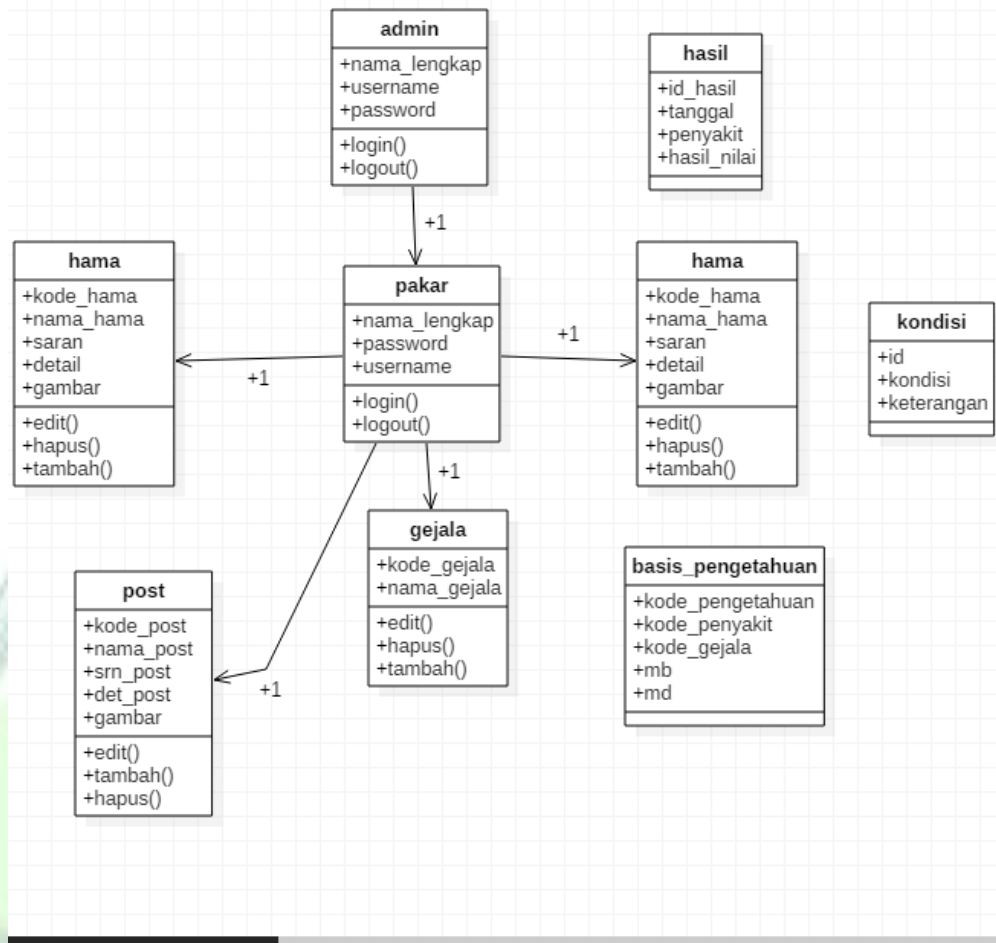 admin
+nama_lengkap
+username
+password
+login()
+logout()
hasil
+id_hasil
+tanggal
+penyakit
+hasil_nilai
+1
hama
+kode_hama
+nama_hama
+saran
+detail
+gambar
+edit()
+hapus()
+tambah()
+1
pakar
+nama_lengkap
+password
+username
+login()
+logout()
+1
hama
+kode_hama
+nama_hama
+saran
+detail
+gambar
+edit()
+hapus()
+tambah()
kondisi
+id
+kondisi
+keterangan
+1
gejala
+kode_gejala
+nama_gejala
+edit()
+hapus()
+tambah()
post
+kode_post
+nama_post
+srn_post
+det_post
+gambar
+edit()
+tambah()
+hapus()
+1
basis_pengetahuan
+kode_pengetahuan
+kode_penyakit
+kode_gejala
+mb
+md